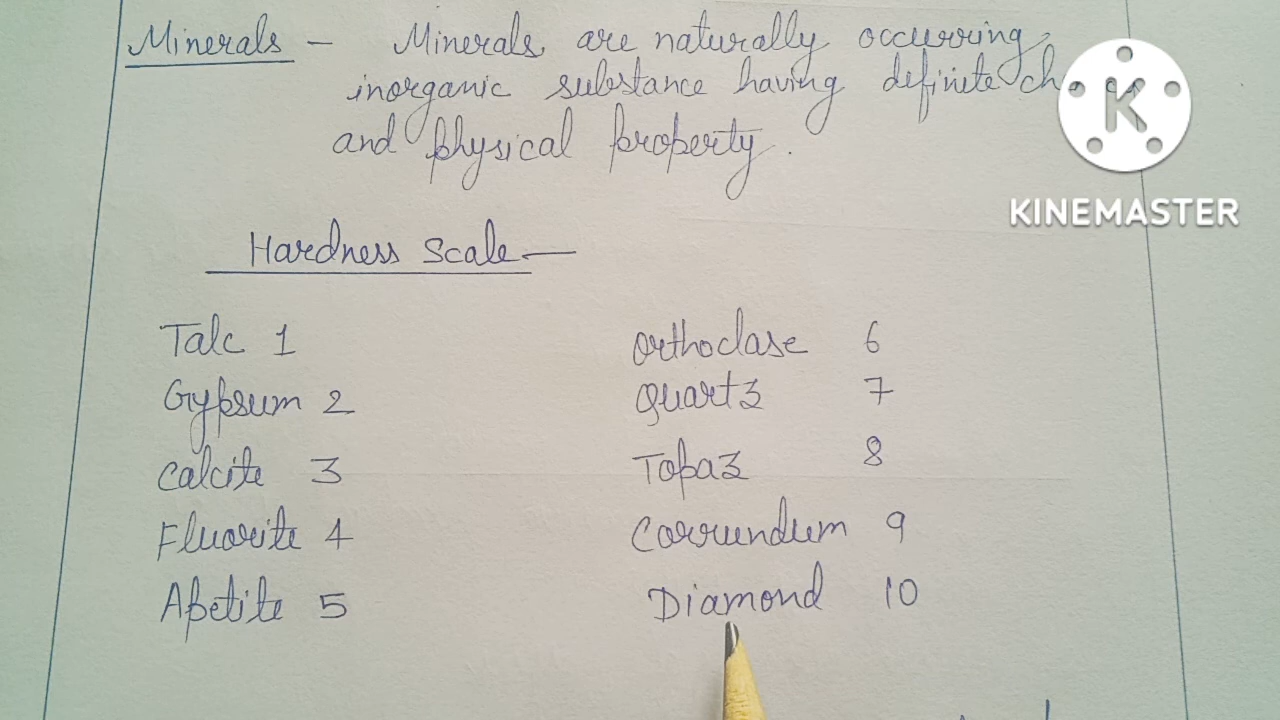 Minerals — Minerals are naturally occurring,
inorganic substance having definite
and physical property.
KINEMASTER
Hardness Scale —
Talc 1
Gypsum 2
Calcite 3
Fluorite 4
Apetite 5
Orthoclase 6
Quartz 7
Topaz 8
Corrundum 9
Diamond 10